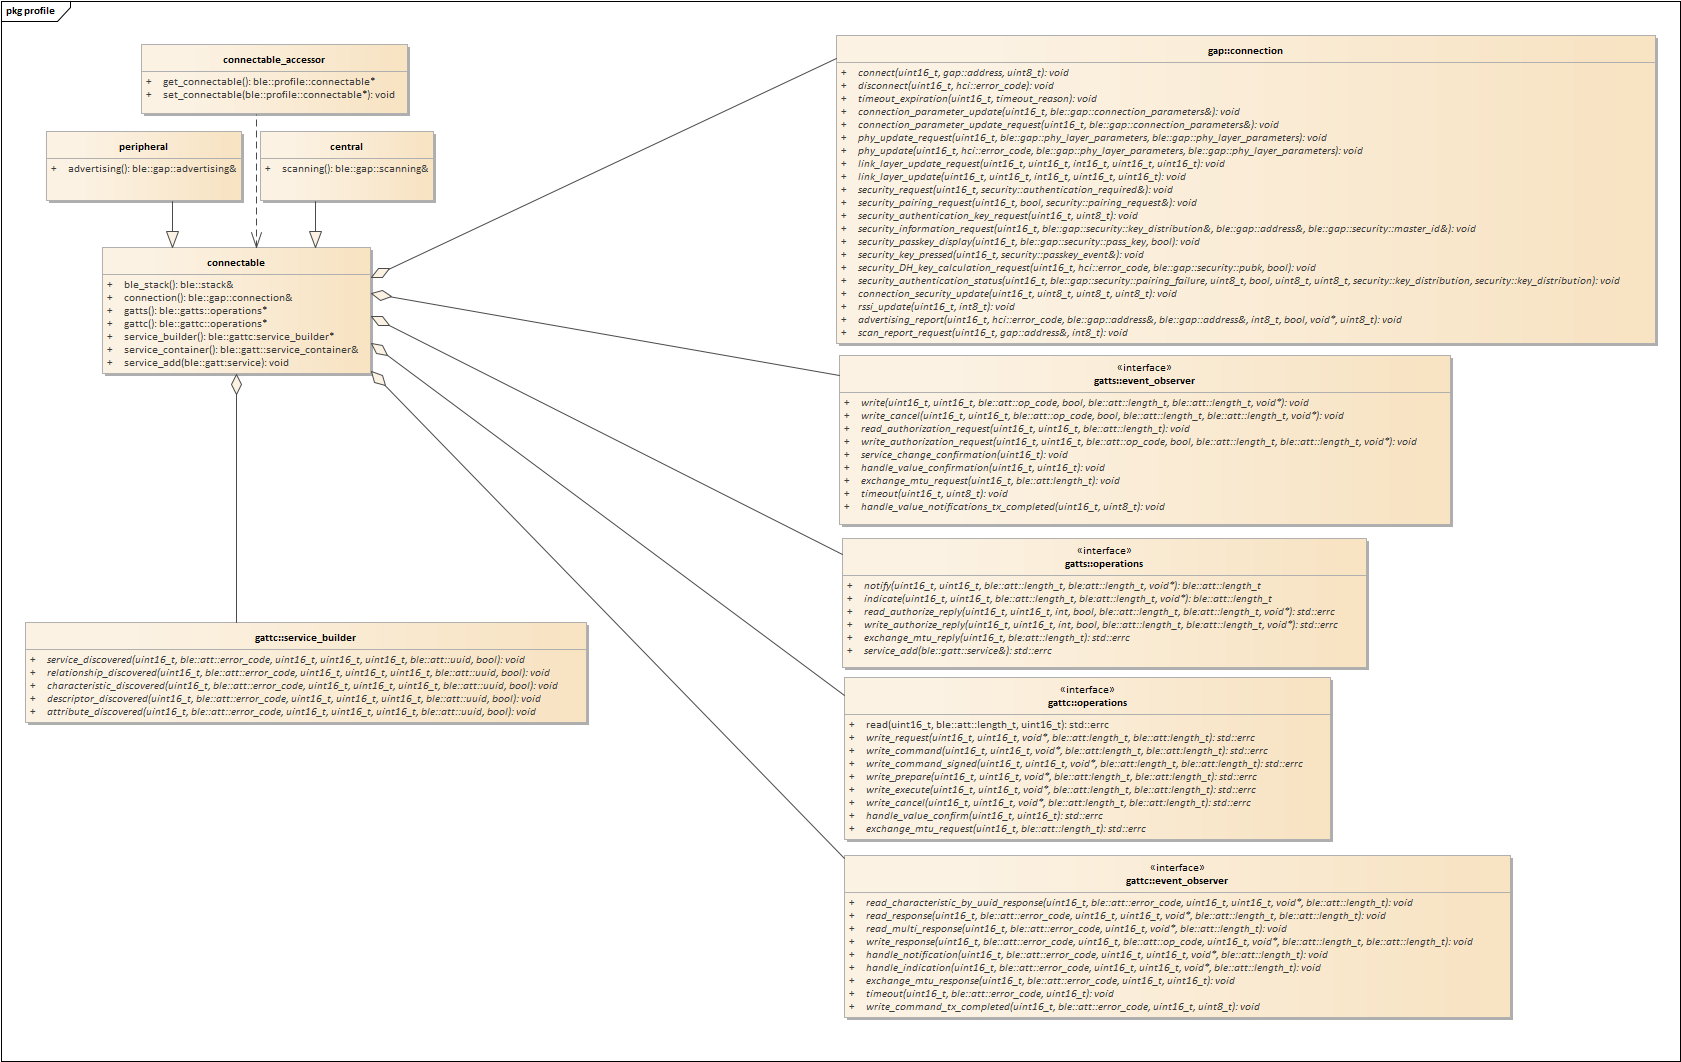 pkg profile
connectable_accessor
+ get_connectable(): ble::profile::connectable*
+ set_connectable(ble::profile::connectable*): void
peripheral
+ advertising(): ble::gap::advertising&
central
+ scanning(): ble::gap::scanning&
connectable
+ ble_stack(): ble::stack&
+ connection(): ble::gap::connection&
+ gatts(): ble::gatts::operations*
+ gattc(): ble::gattc::operations*
+ service_builder(): ble::gattc:service_builder*
+ service_container(): ble::gatt::service_container&
+ service_add(ble::gatt:service): void
gattc::service_builder
+ service_discovered(uint16_t, ble::att::error_code, uint16_t, uint16_t, uint16_t, ble::att::uuid, bool): void
+ relationship_discovered(uint16_t, ble::att::error_code, uint16_t, uint16_t, uint16_t, ble::att::uuid, bool): void
+ characteristic_discovered(uint16_t, ble::att::error_code, uint16_t, uint16_t, uint16_t, ble::att::uuid, bool): void
+ descriptor_discovered(uint16_t, ble::att::error_code, uint16_t, uint16_t, uint16_t, ble::att::uuid, bool): void
+ attribute_discovered(uint16_t, ble::att::error_code, uint16_t, uint16_t, uint16_t, ble::att::uuid, bool): void
gap::connection
+ connect(uint16_t, gap::address, uint8_t): void
+ disconnect(uint16_t, hci::error_code): void
+ timeout_expiration(uint16_t, timeout_reason): void
+ connection_parameter_update(uint16_t, ble::gap::connection_parameters&): void
+ connection_parameter_update_request(uint16_t, ble::gap::connection_parameters&): void
+ phy_update_request(uint16_t, ble::gap::phy_layer_parameters, ble::gap::phy_layer_parameters): void
+ phy_update(uint16_t, hci::error_code, ble::gap::phy_layer_parameters, ble::gap::phy_layer_parameters): void
+ link_layer_update_request(uint16_t, uint16_t, int16_t, uint16_t, uint16_t): void
+ link_layer_update(uint16_t, uint16_t, int16_t, uint16_t, uint16_t): void
+ security_request(uint16_t, security::authentication_required&): void
+ security_pairing_request(uint16_t, bool, security::pairing_request&): void
+ security_authentication_key_request(uint16_t, uint8_t): void
+ security_information_request(uint16_t, ble::gap::security::key_distribution&, ble::gap::address&, ble::gap::security::master_id&): void
+ security_passkey_display(uint16_t, ble::gap::security::pass_key, bool): void
+ security_key_pressed(uint16_t, security::passkey_event&): void
+ security_DH_key_calculation_request(uint16_t, hci::error_code, ble::gap::security::pubk, bool): void
+ security_authentication_status(uint16_t, ble::gap::security::pairing_failure, uint8_t, bool, uint8_t, uint8_t, security::key_distribution, security::key_distribution): void
+ connection_security_update(uint16_t, uint8_t, uint8_t, uint8_t): void
+ rssi_update(uint16_t, int8_t): void
+ advertising_report(uint16_t, hci::error_code, ble::gap::address&, ble::gap::address&, int8_t, bool, void*, uint8_t): void
+ scan_report_request(uint16_t, gap::address&, int8_t): void
«interface»
gatts::event_observer
+ write(uint16_t, uint16_t, ble::att::op_code, bool, ble::att::length_t, ble::att::length_t, void*): void
+ write_cancel(uint16_t, uint16_t, ble::att::op_code, bool, ble::att::length_t, ble::att::length_t, void*): void
+ read_authorization_request(uint16_t, uint16_t, ble::att::length_t): void
+ write_authorization_request(uint16_t, uint16_t, ble::att::op_code, bool, ble::att::length_t, ble::att::length_t, void*): void
+ service_change_confirmation(uint16_t): void
+ handle_value_confirmation(uint16_t, uint16_t): void
+ exchange_mtu_request(uint16_t, ble::att:length_t): void
+ timeout(uint16_t, uint8_t): void
+ handle_value_notifications_tx_completed(uint16_t, uint8_t): void
«interface»
gatts::operations
+ notify(uint16_t, uint16_t, ble::att::length_t, ble:att::length_t, void*): ble::att::length_t
+ indicate(uint16_t, uint16_t, ble::att::length_t, ble:att::length_t, void*): ble::att::length_t
+ read_authorize_reply(uint16_t, uint16_t, int, bool, ble::att::length_t, ble:att::length_t, void*): std::errc
+ write_authorize_reply(uint16_t, uint16_t, int, bool, ble::att::length_t, ble:att::length_t, void*): std::errc
+ exchange_mtu_reply(uint16_t, ble:att::length_t): std::errc
+ service_add(ble::gatt::service&): std::errc
«interface»
gattc::operations
+ read(uint16_t, ble::att::length_t, uint16_t): std::errc
+ write_request(uint16_t, uint16_t, void*, ble::att:length_t, ble::att:length_t): std::errc
+ write_command(uint16_t, uint16_t, void*, ble::att:length_t, ble::att:length_t): std::errc
+ write_command_signed(uint16_t, uint16_t, void*, ble::att:length_t, ble::att:length_t): std::errc
+ write_prepare(uint16_t, uint16_t, void*, ble::att:length_t, ble::att:length_t): std::errc
+ write_execute(uint16_t, uint16_t, void*, ble::att:length_t, ble::att:length_t): std::errc
+ write_cancel(uint16_t, uint16_t, void*, ble::att:length_t, ble::att:length_t): std::errc
+ handle_value_confirm(uint16_t, uint16_t): std::errc
+ exchange_mtu_request(uint16_t, ble::att::length_t): std::errc
«interface»
gattc::event_observer
+ read_characteristic_by_uuid_response(uint16_t, ble::att::error_code, uint16_t, uint16_t, void*, ble::att::length_t): void
+ read_response(uint16_t, ble::att::error_code, uint16_t, uint16_t, void*, ble::att::length_t, ble::att::length_t): void
+ read_multi_response(uint16_t, ble::att::error_code, uint16_t, void*, ble::att::length_t): void
+ write_response(uint16_t, ble::att::error_code, uint16_t, ble::att::op_code, uint16_t, void*, ble::att::length_t, ble::att::length_t): void
+ handle_notification(uint16_t, ble::att::error_code, uint16_t, uint16_t, void*, ble::att::length_t): void
+ handle_indication(uint16_t, ble::att::error_code, uint16_t, uint16_t, void*, ble::att::length_t): void
+ exchange_mtu_response(uint16_t, ble::att::error_code, uint16_t, uint16_t): void
+ timeout(uint16_t, ble::att::error_code, uint16_t): void
+ write_command_tx_completed(uint16_t, ble::att::error_code, uint16_t, uint8_t): void